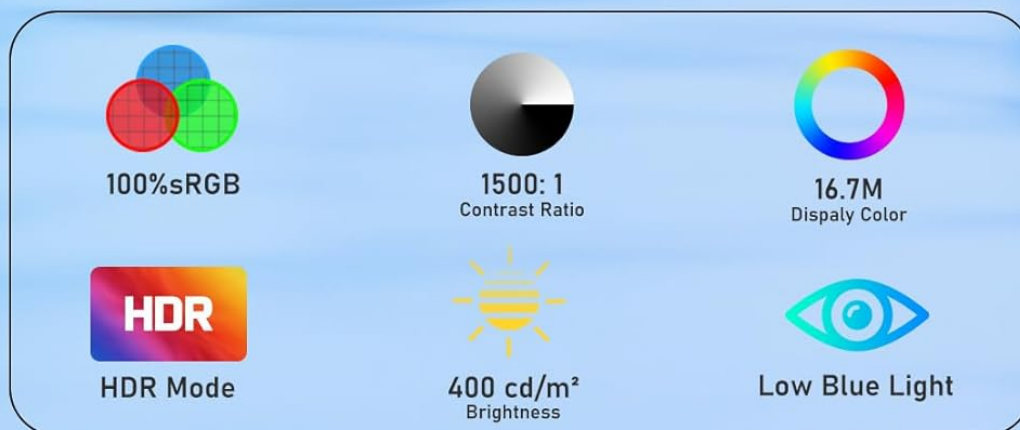 100%sRGB
1500: 1
Contrast Ratio
16.7M
Dispaly Color
HDR
HDR Mode
400 cd/m²
Brightness
Low Blue Light